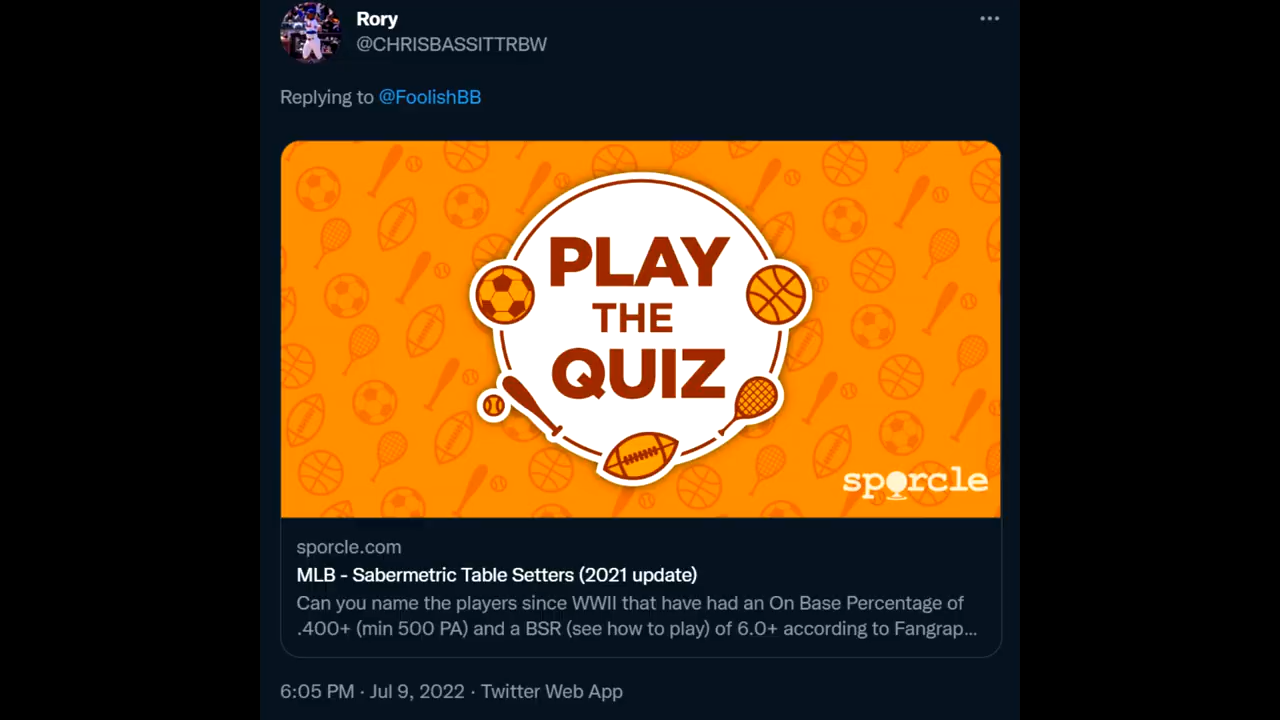 Rory
@CHRISBASSITTRBW
Replying to @FoolishBB
PLAY
THE
QUIZ
sporcle
sporcle.com
MLB - Sabermetric Table Setters (2021 update)
Can you name the players since WWII that have had an On Base Percentage of
.400+ (min 500 PA) and a BSR (see how to play) of 6.0+ according to Fangrap...
6:05 PM · Jul 9, 2022 · Twitter Web App